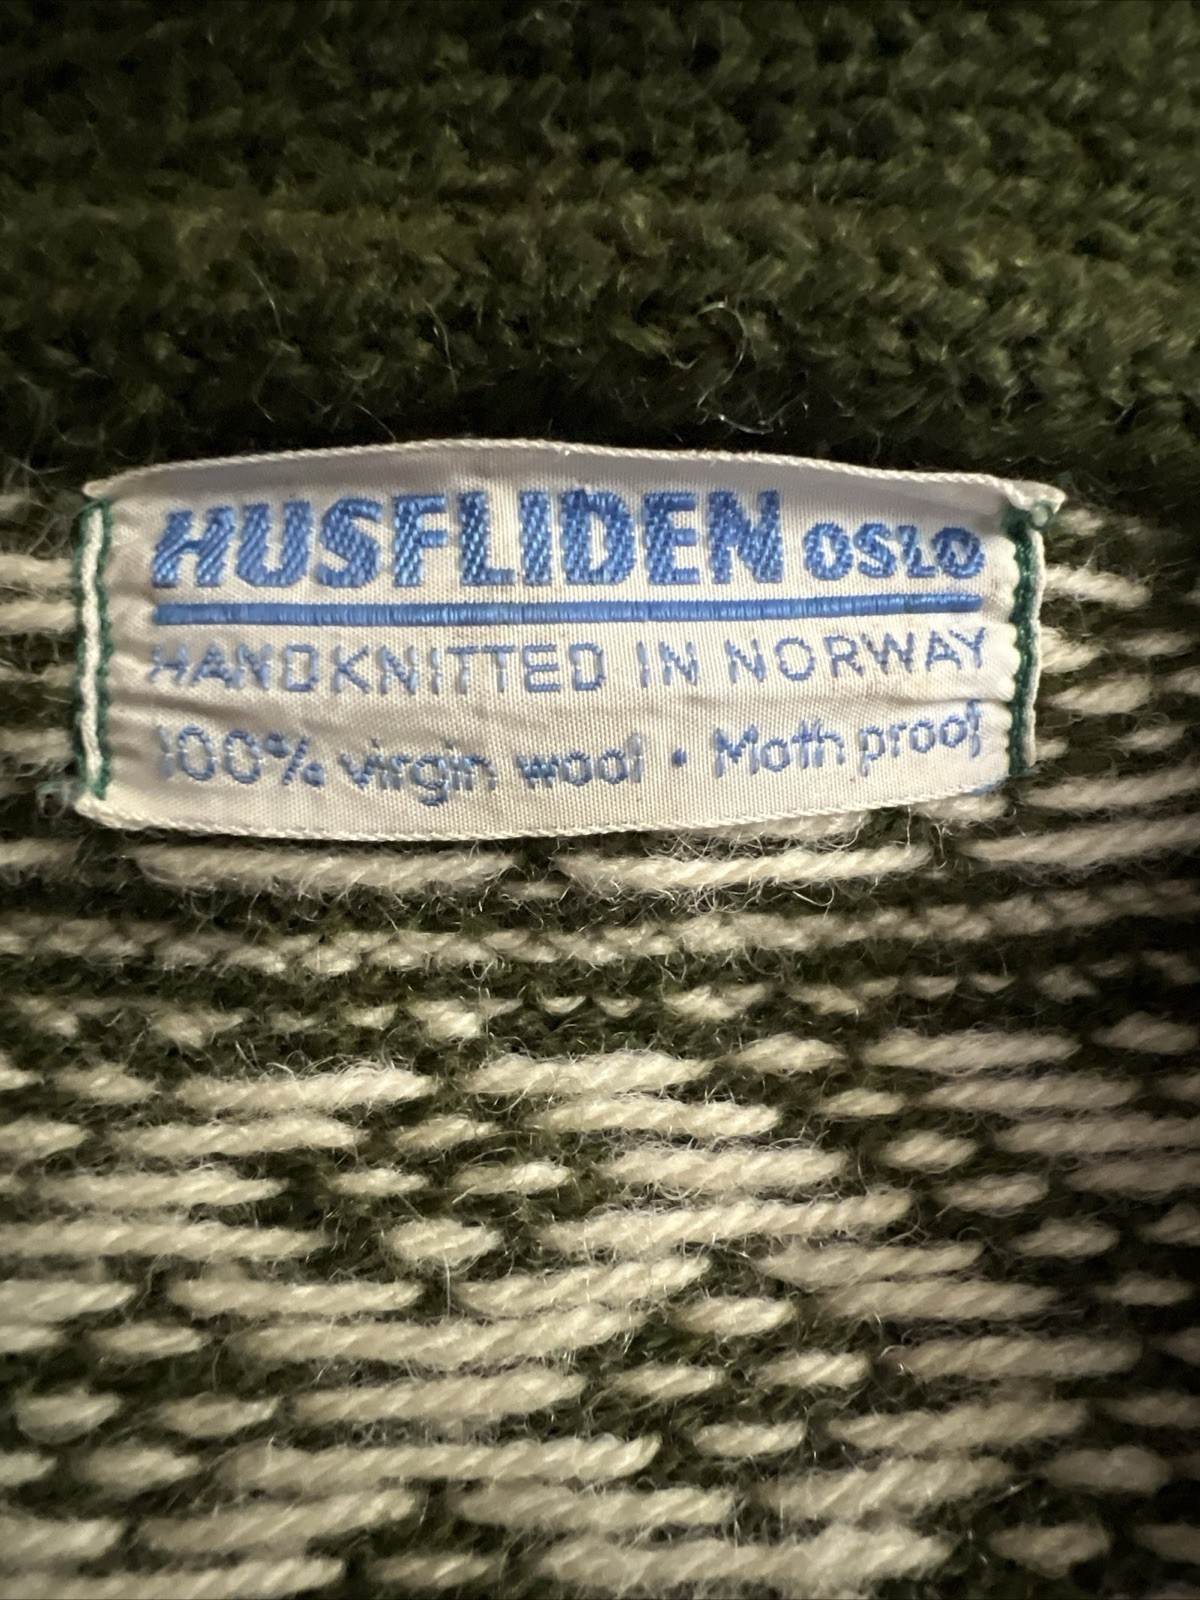 HUSFLIDEN OSLO
HANDKNITTED IN NORWAY
100% virgin wool • Moth proof